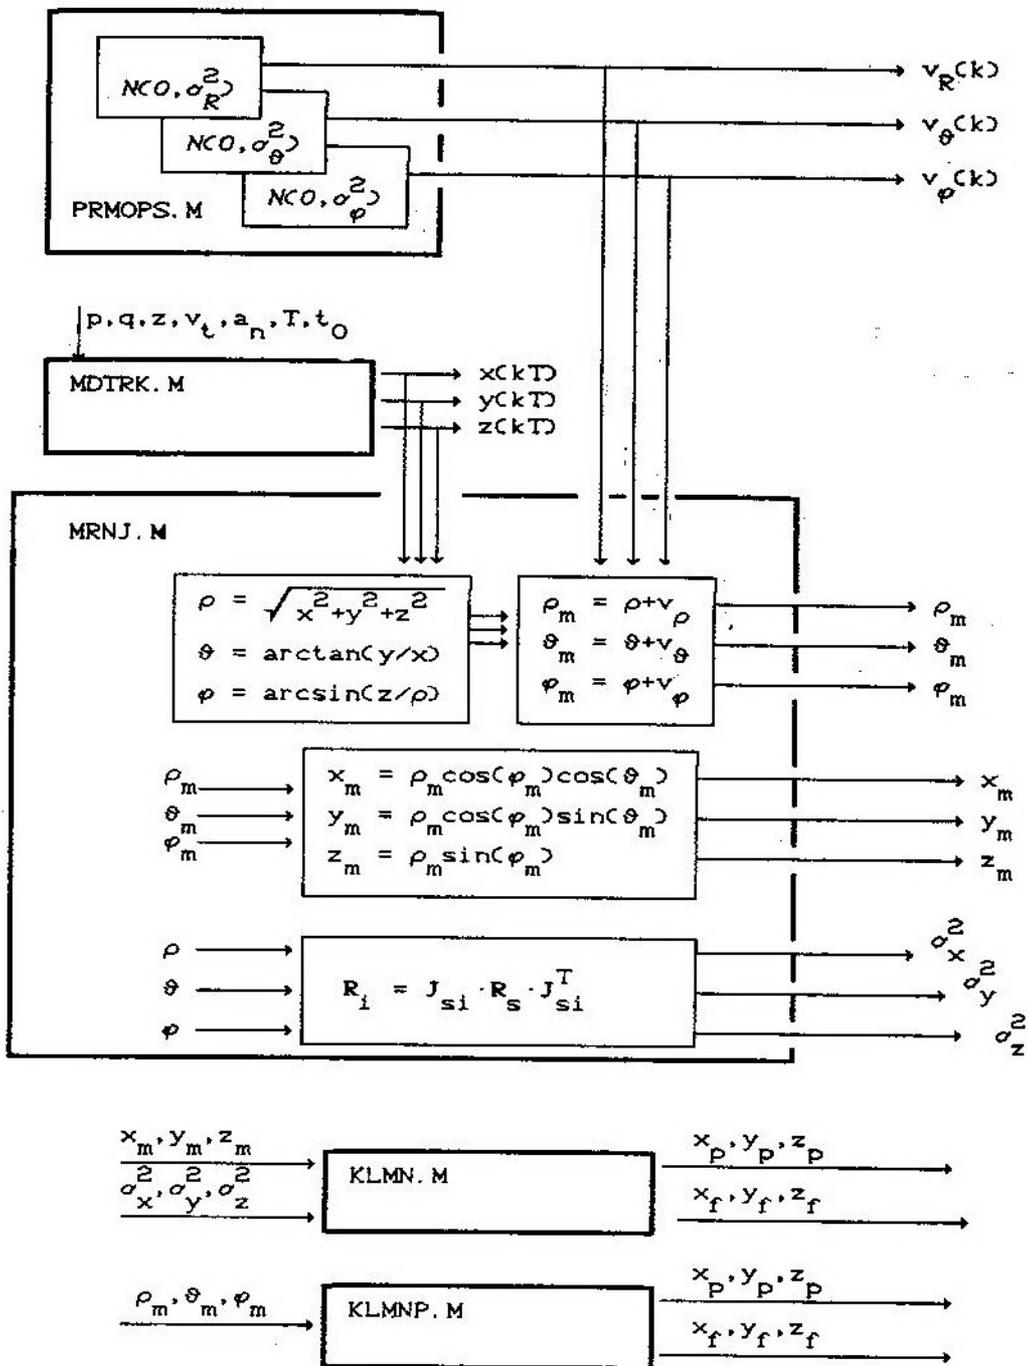 N(0,σ_R^2)
v_R(k)
N(0,σ_ϑ^2)
v_ϑ(k)
N(0,σ_φ^2)
v_φ(k)
PRMOPS.M
p,q,z,v_t,a_n,T,t_0
MDTRK.M
x(kT)
y(kT)
z(kT)
MRNJ.M
ρ = √(x^2+y^2+z^2)
ϑ = arctan(y/x)
φ = arcsin(z/ρ)
ρ_m = ρ+v_ρ
ϑ_m = ϑ+v_ϑ
φ_m = φ+v_φ
ρ_m
ϑ_m
φ_m
ρ_m
ϑ_m
φ_m
x_m = ρ_m cos(φ_m)cos(ϑ_m)
y_m = ρ_m cos(φ_m)sin(ϑ_m)
z_m = ρ_m sin(φ_m)
x_m
y_m
z_m
ρ
ϑ
φ
R_i = J_si · R_s · J_si^T
σ_x^2
σ_y^2
σ_z^2
x_m,y_m,z_m
σ_x^2,σ_y^2,σ_z^2
KLMN.M
x_p,y_p,z_p
x_f,y_f,z_f
ρ_m,ϑ_m,φ_m
KLMNP.M
x_p,y_p,z_p
x_f,y_f,z_f